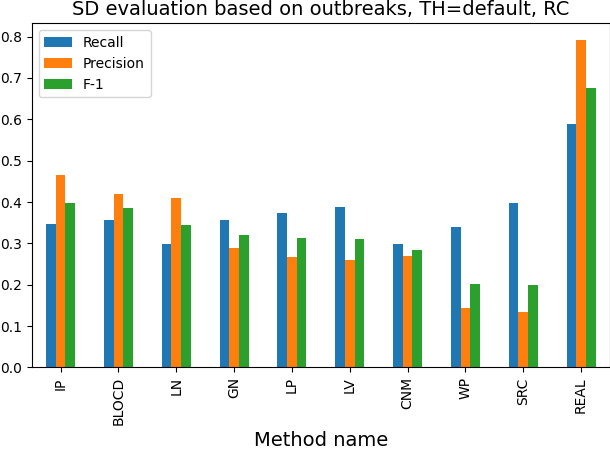 SD evaluation based on outbreaks, TH=default, RC
Recall
Precision
F-1
0.8
0.7
0.6
0.5
0.4
0.3
0.2
0.1
0.0
IP
BLOCD
LN
GN
LP
LV
CNM
WP
SRC
REAL
Method name